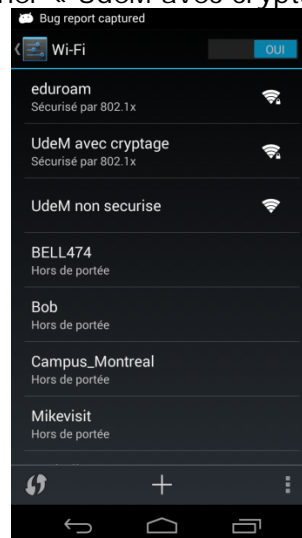 Bug report captured
Wi-Fi
OUI
eduroam
Sécurisé par 802.1x
UdeM avec cryptage
Sécurisé par 802.1x
UdeM non securise
BELL474
Hors de portée
Bob
Hors de portée
Campus_Montreal
Hors de portée
Mikevisit
Hors de portée